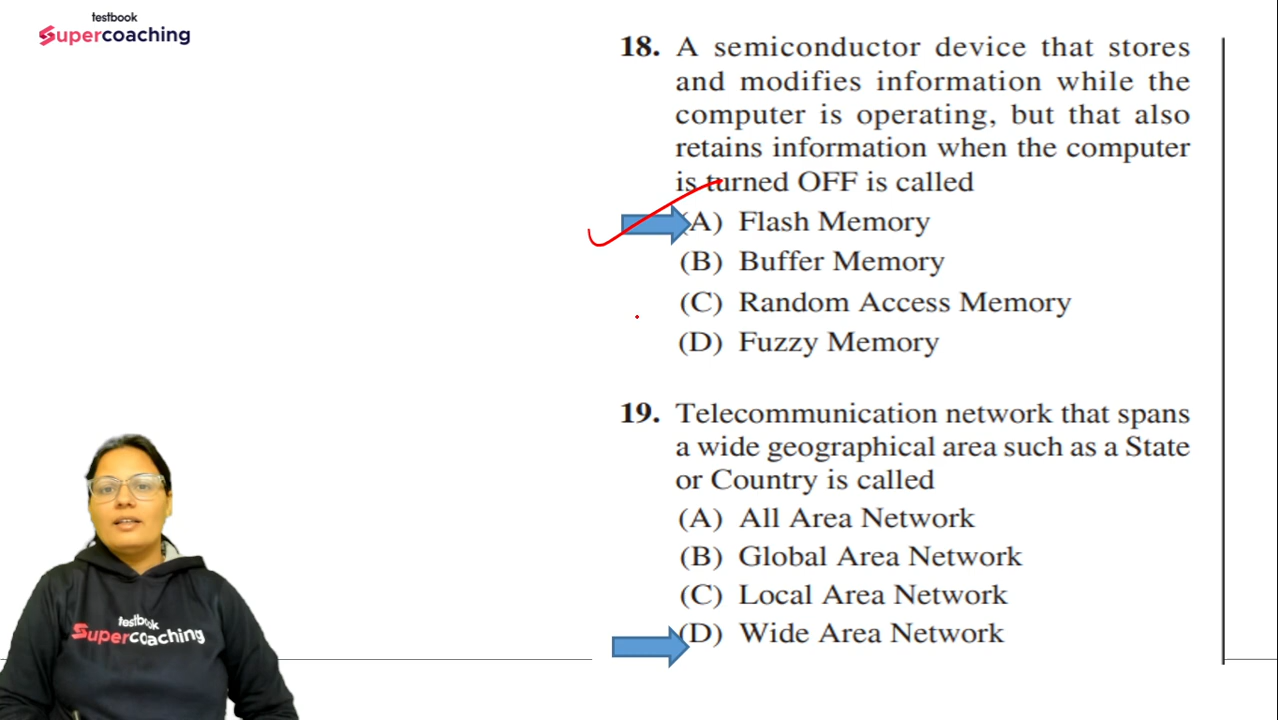 testbook
Supercoaching
18. A semiconductor device that stores
and modifies information while the
computer is operating, but that also
retains information when the computer
is turned OFF is called
(A) Flash Memory
(B) Buffer Memory
(C) Random Access Memory
(D) Fuzzy Memory
19. Telecommunication network that spans
a wide geographical area such as a State
or Country is called
(A) All Area Network
(B) Global Area Network
(C) Local Area Network
(D) Wide Area Network
testbook
Supercoaching